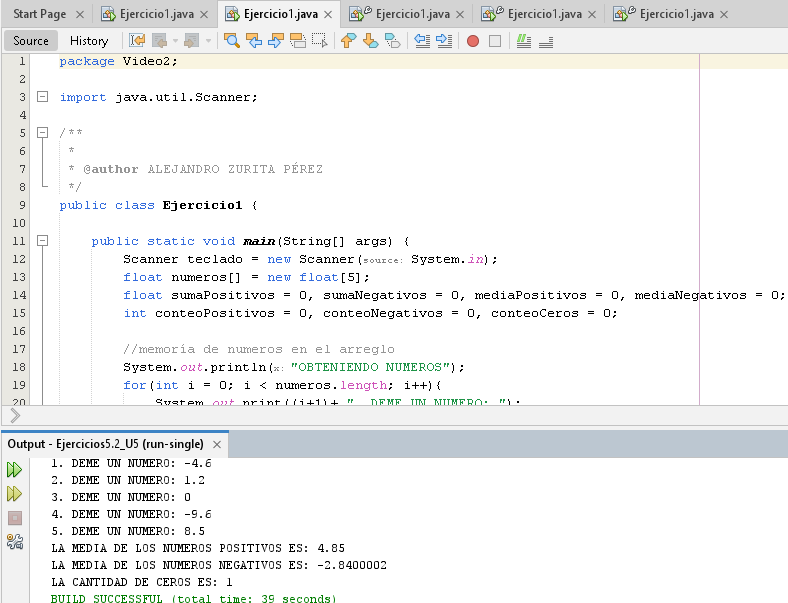 Start Page Ejercicio1.java Ejercicio1.java Ejercicio1.java Ejercicio1.java Ejercicio1.java
Source History
1 package Video2;
2
3 import java.util.Scanner;
4
5 /**
6 *
7 * @author ALEJANDRO ZURITA PÉREZ
8 */
9 public class Ejercicio1 {
10
11 public static void main(String[] args) {
12 Scanner teclado = new Scanner(source: System.in);
13 float numeros[] = new float[5];
14 float sumaPositivos = 0, sumaNegativos = 0, mediaPositivos = 0, mediaNegativos = 0;
15 int conteoPositivos = 0, conteoNegativos = 0, conteoCeros = 0;
16
17 //memoría de numeros en el arreglo
18 System.out.println(x: "OBTENIENDO NUMEROS");
19 for(int i = 0; i < numeros.length; i++){
20 System.out.print((i+1)+ ". DEME UN NUMERO: ");
Output - Ejercicios5.2_U5 (run-single)
1. DEME UN NUMERO: -4.6
2. DEME UN NUMERO: 1.2
3. DEME UN NUMERO: 0
4. DEME UN NUMERO: -9.6
5. DEME UN NUMERO: 8.5
LA MEDIA DE LOS NUMEROS POSITIVOS ES: 4.85
LA MEDIA DE LOS NUMEROS NEGATIVOS ES: -2.8400002
LA CANTIDAD DE CEROS ES: 1
BUILD SUCCESSFUL (total time: 39 seconds)